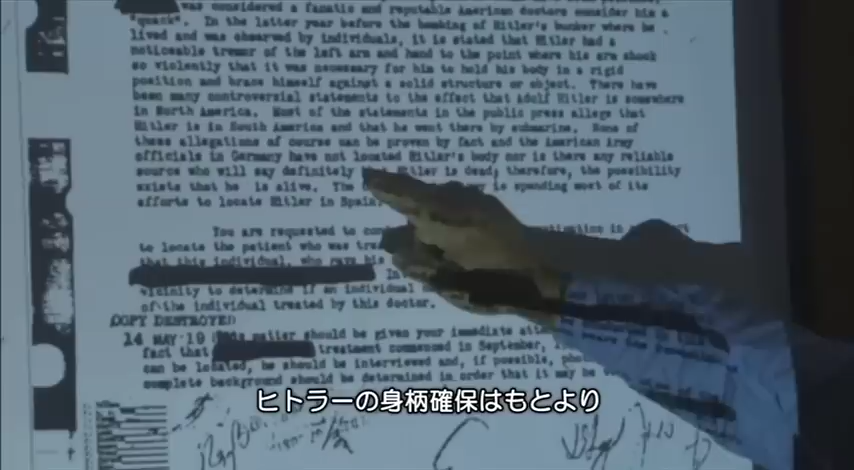 was considered a fanatic and reputable American doctors consider him a
"quack". In the latter year before the bombing of Hitler's bunker where he
lived and was observed by individuals, it is stated that Hitler had a
noticeable tremor of the left arm and hand to the point where his arm shook
so violently that it was necessary for him to hold his body in a rigid
position and brace himself against a solid structure or object. There have
been many controversial statements to the effect that Adolf Hitler is somewhere
in North America. Most of the statements in the public press allege that
Hitler is in South America and that he went there by submarine. None of
these allegations of course can be proven by fact and the American Army
officials in Germany have not located Hitler's body nor is there any reliable
source who will say definitely Hitler is dead; therefore, the possibility
exists that he is alive. The is spending most of its
efforts to locate Hitler in Spain.
You are requested to
to locate the patient who was
that this individual, who
In
vicinity to determine if an individual
of the individual treated by this doctor.
COPY DESTROYED
14 MAY 19 matter should be given your immediate
fact that treatment commenced in September,
can be located, he should be interviewed and, if possible,
complete background should be determined in order that it may be
ヒトラーの身柄確保はもとより